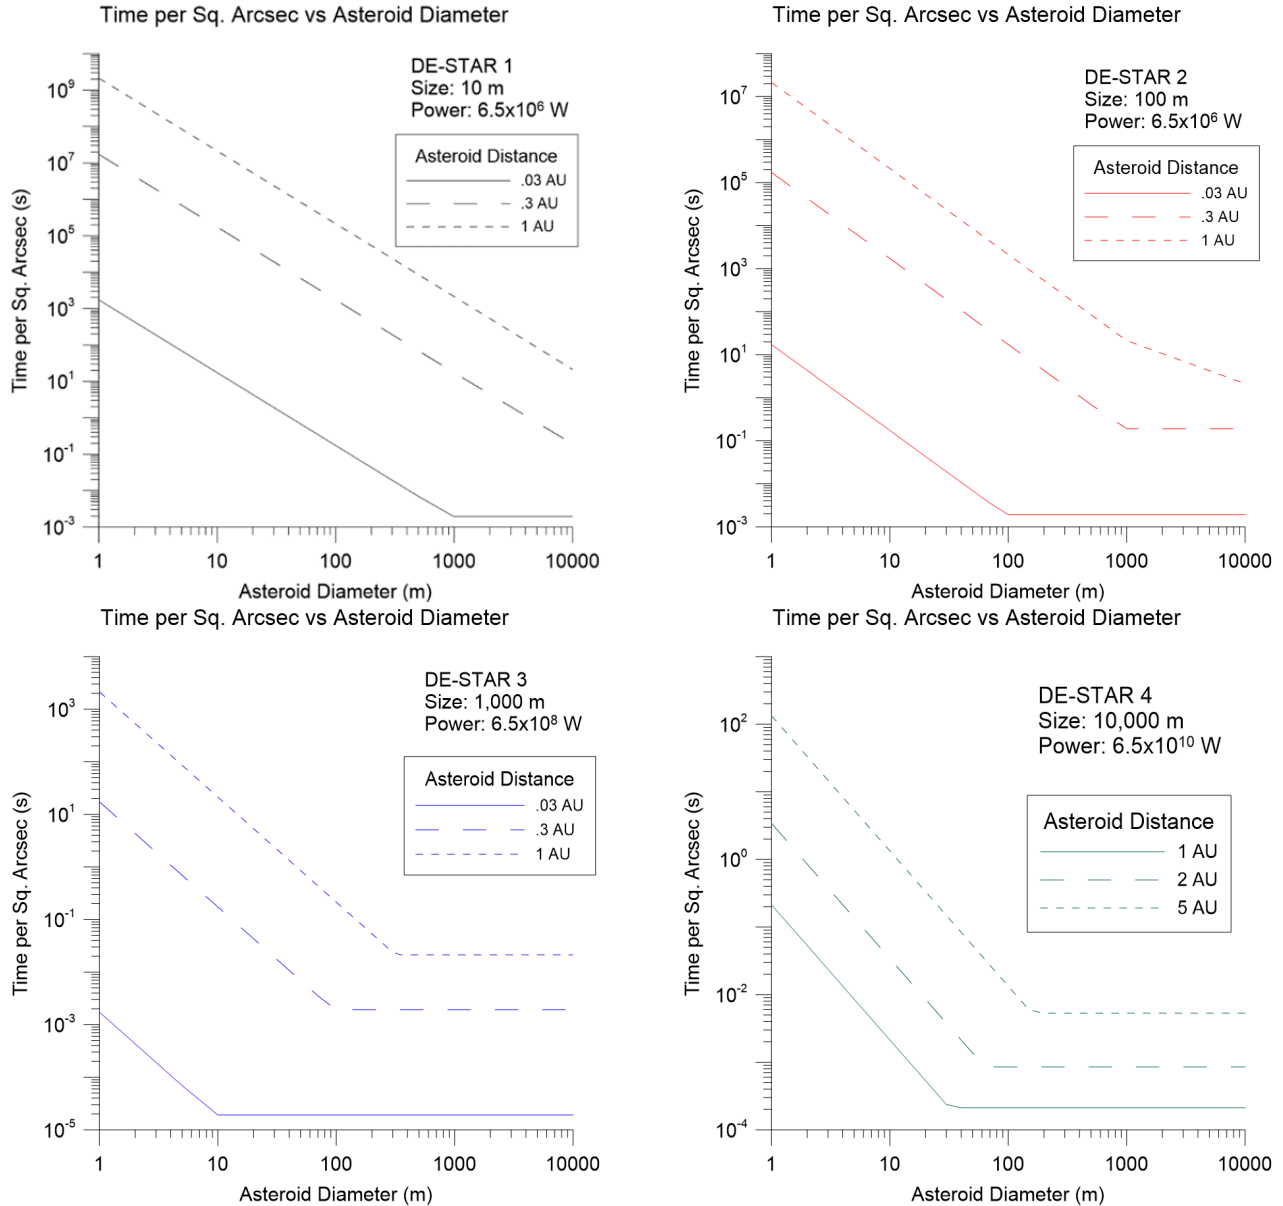 Time per Sq. Arcsec vs Asteroid Diameter
DE-STAR 1
Size: 10 m
Power: 6.5x10⁶ W
Asteroid Distance
.03 AU
.3 AU
1 AU
Time per Sq. Arcsec (s)
10⁹
10⁷
10⁵
10³
10¹
10⁻¹
10⁻³
1 10 100 1000 10000
Asteroid Diameter (m)
Time per Sq. Arcsec vs Asteroid Diameter
DE-STAR 2
Size: 100 m
Power: 6.5x10⁶ W
Asteroid Distance
.03 AU
.3 AU
1 AU
Time per Sq. Arcsec (s)
10⁷
10⁵
10³
10¹
10⁻¹
10⁻³
1 10 100 1000 10000
Asteroid Diameter (m)
Time per Sq. Arcsec vs Asteroid Diameter
DE-STAR 3
Size: 1,000 m
Power: 6.5x10⁸ W
Asteroid Distance
.03 AU
.3 AU
1 AU
Time per Sq. Arcsec (s)
10³
10¹
10⁻¹
10⁻³
10⁻⁵
1 10 100 1000 10000
Asteroid Diameter (m)
Time per Sq. Arcsec vs Asteroid Diameter
DE-STAR 4
Size: 10,000 m
Power: 6.5x10¹⁰ W
Asteroid Distance
1 AU
2 AU
5 AU
Time per Sq. Arcsec (s)
10²
10⁰
10⁻²
10⁻⁴
1 10 100 1000 10000
Asteroid Diameter (m)